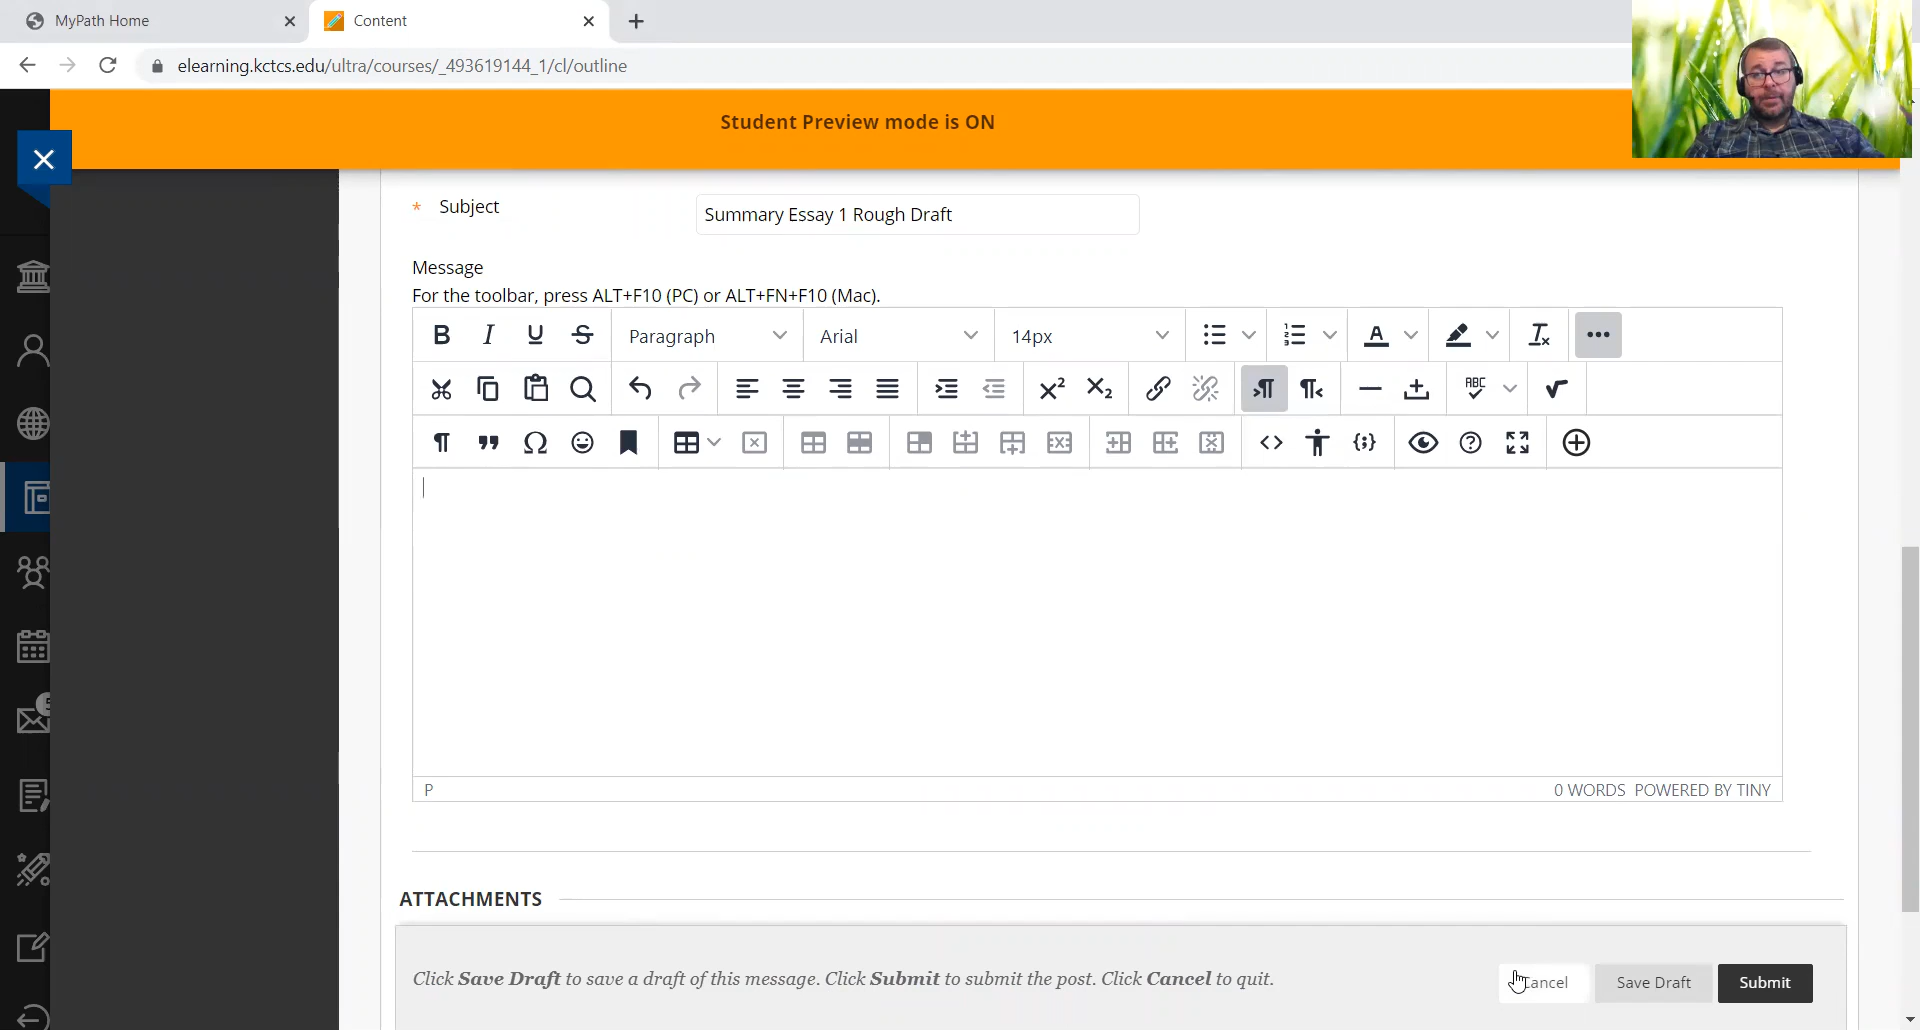 MyPath Home
Content
elearning.kctcs.edu/ultra/courses/_493619144_1/cl/outline
Student Preview mode is ON
* Subject
Summary Essay 1 Rough Draft
Message
For the toolbar, press ALT+F10 (PC) or ALT+FN+F10 (Mac).
B I U S Paragraph Arial 14px A
ABC
P
0 WORDS POWERED BY TINY
ATTACHMENTS
Click Save Draft to save a draft of this message. Click Submit to submit the post. Click Cancel to quit.
Cancel
Save Draft
Submit